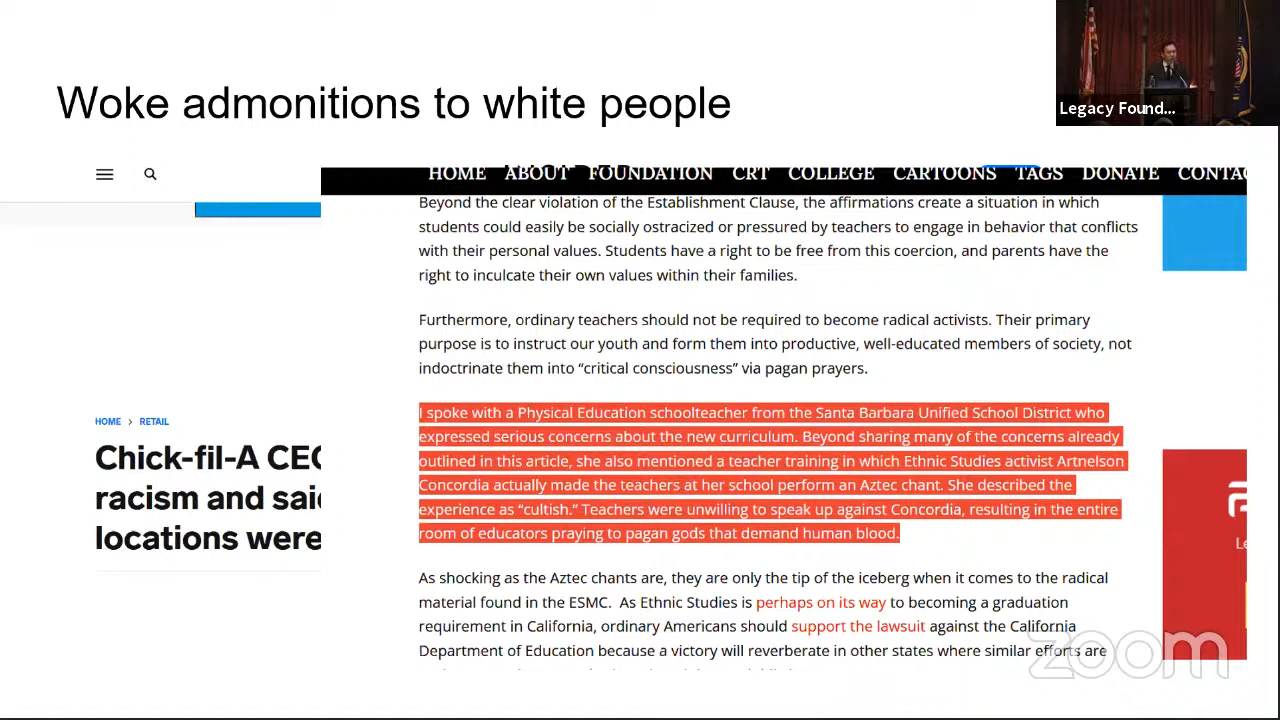 Woke admonitions to white people
Legacy Found...
HOME ABOUT FOUNDATION CRT COLLEGE CARTOONS TAGS DONATE CONTAC
Beyond the clear violation of the Establishment Clause, the affirmations create a situation in which
students could easily be socially ostracized or pressured by teachers to engage in behavior that conflicts
with their personal values. Students have a right to be free from this coercion, and parents have the
right to inculcate their own values within their families.
Furthermore, ordinary teachers should not be required to become radical activists. Their primary
purpose is to instruct our youth and form them into productive, well-educated members of society, not
indoctrinate them into “critical consciousness” via pagan prayers.
I spoke with a Physical Education schoolteacher from the Santa Barbara Unified School District who
expressed serious concerns about the new curriculum. Beyond sharing many of the concerns already
outlined in this article, she also mentioned a teacher training in which Ethnic Studies activist Artnelson
Concordia actually made the teachers at her school perform an Aztec chant. She described the
experience as “cultish.” Teachers were unwilling to speak up against Concordia, resulting in the entire
room of educators praying to pagan gods that demand human blood.
As shocking as the Aztec chants are, they are only the tip of the iceberg when it comes to the radical
material found in the ESMC. As Ethnic Studies is perhaps on its way to becoming a graduation
requirement in California, ordinary Americans should support the lawsuit against the California
Department of Education because a victory will reverberate in other states where similar efforts are
HOME > RETAIL
Chick-fil-A CEO
racism and said
locations were
Le
zoom